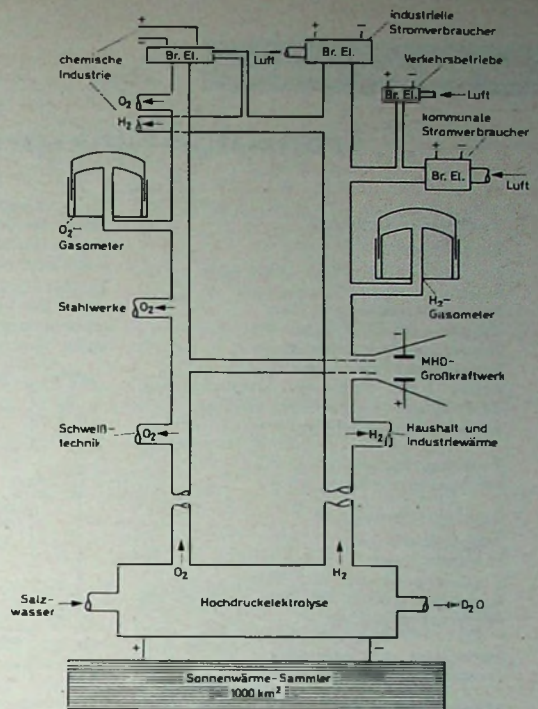 +
−
chemische
Industrie
Br. El.
Luft
+ −
Br. El.
industrielle
Stromverbraucher
Verkehrsbetriebe
+ −
Br. El.
Luft
kommunale
Stromverbraucher
+ −
Br. El.
Luft
O₂
H₂
O₂−
Gasometer
H₂−
Gasometer
Stahlwerke
O₂
−
MHD-
Großkraftwerk
+
Schweiß-
technik
O₂
H₂
Haushalt und
Industriewärme
O₂
H₂
Salz-
wasser
Hochdruckelektrolyse
D₂O
+ −
Sonnenwärme-Sammler
1000 km²